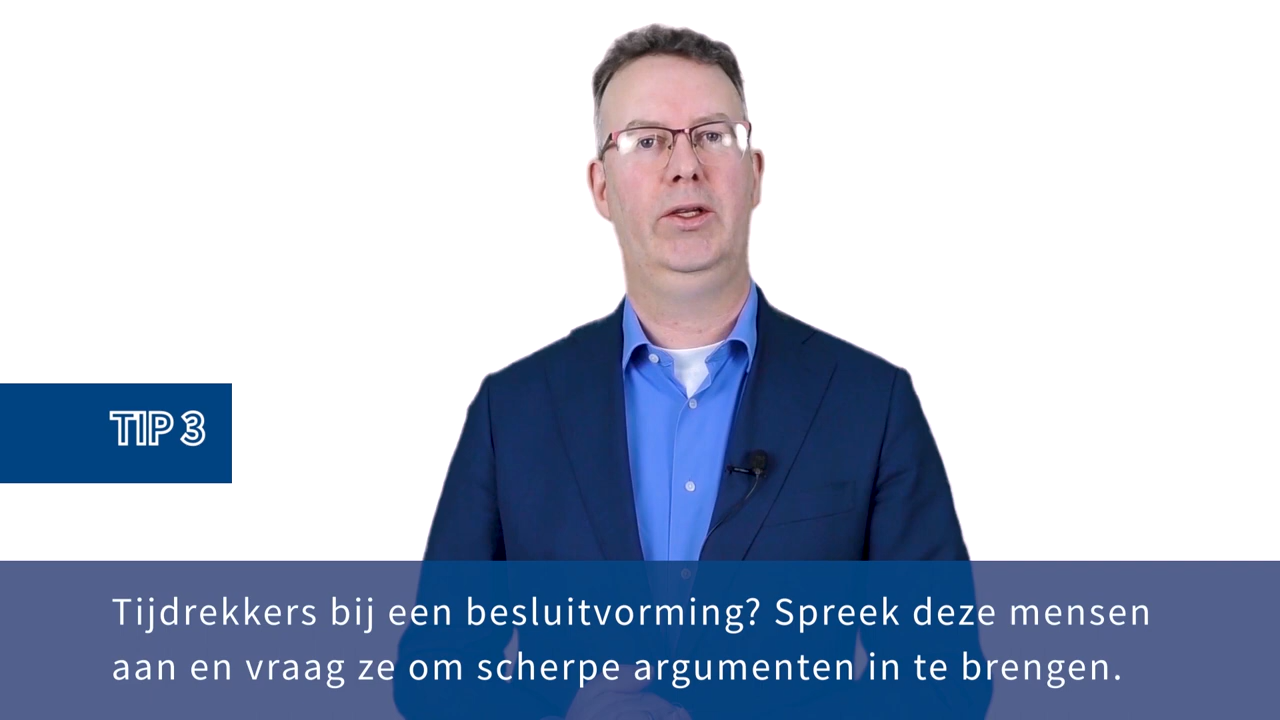 TIP 3
Tijdrekkers bij een besluitvorming? Spreek deze mensen
aan en vraag ze om scherpe argumenten in te brengen.